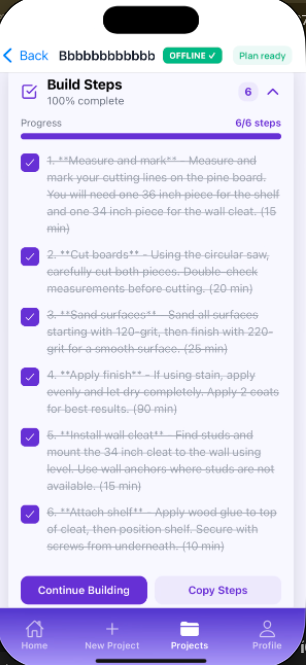 Back Bbbbbbbbbbbb OFFLINE ✓ Plan ready
Build Steps
100% complete
6
Progress 6/6 steps
1. **Measure and mark** - Measure and
mark your cutting lines on the pine board.
You will need one 36 inch piece for the shelf
and one 34 inch piece for the wall cleat. (15
min)
2. **Cut boards** - Using the circular saw,
carefully cut both pieces. Double-check
measurements before cutting. (20 min)
3. **Sand surfaces** - Sand all surfaces
starting with 120-grit, then finish with 220-
grit for a smooth surface. (25 min)
4. **Apply finish** - If using stain, apply
evenly and let dry completely. Apply 2 coats
for best results. (90 min)
5. **Install wall cleat** - Find studs and
mount the 34 inch cleat to the wall using
level. Use wall anchors where studs are not
available. (15 min)
6. **Attach shelf** - Apply wood glue to top
of cleat, then position shelf. Secure with
screws from underneath. (10 min)
Continue Building Copy Steps
Home New Project Projects Profile